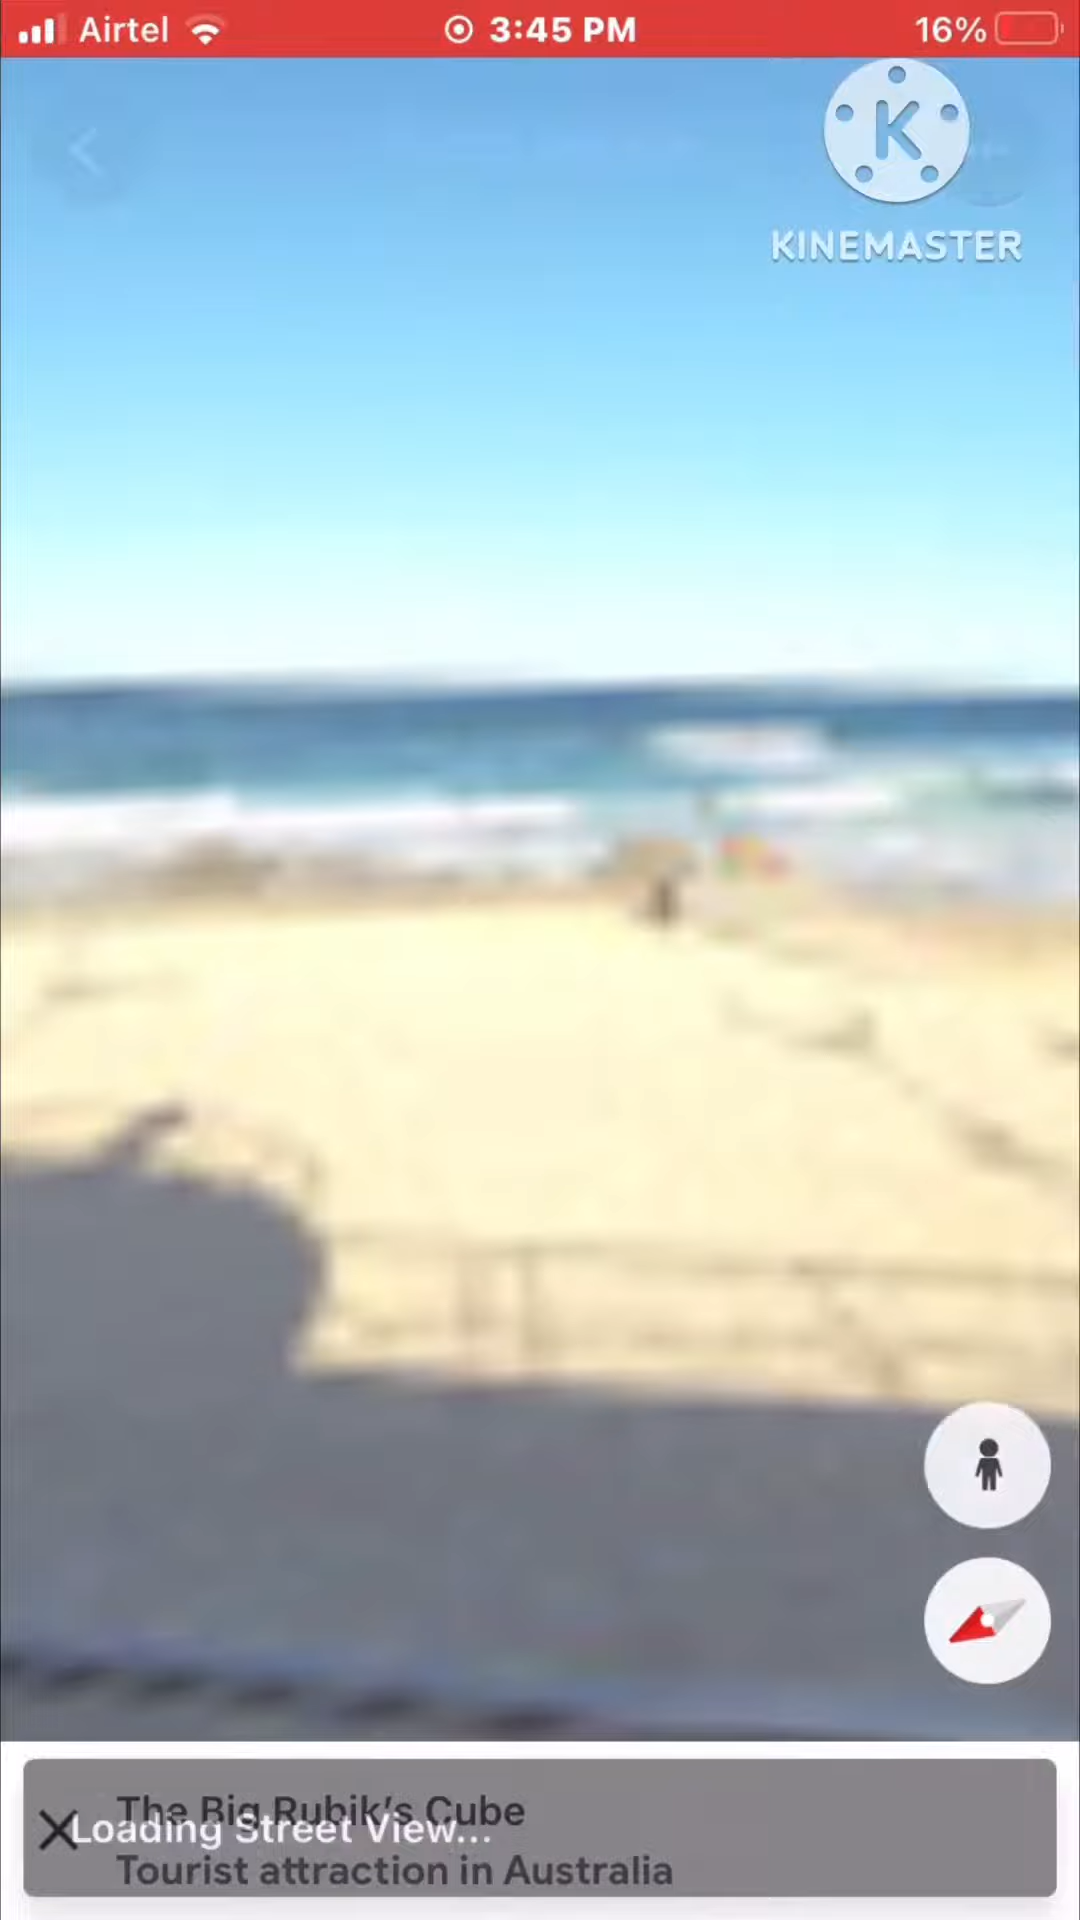 Airtel 3:45 PM 16%
K
KINEMASTER
The Big Rubik's Cube
Loading Street View...
Tourist attraction in Australia